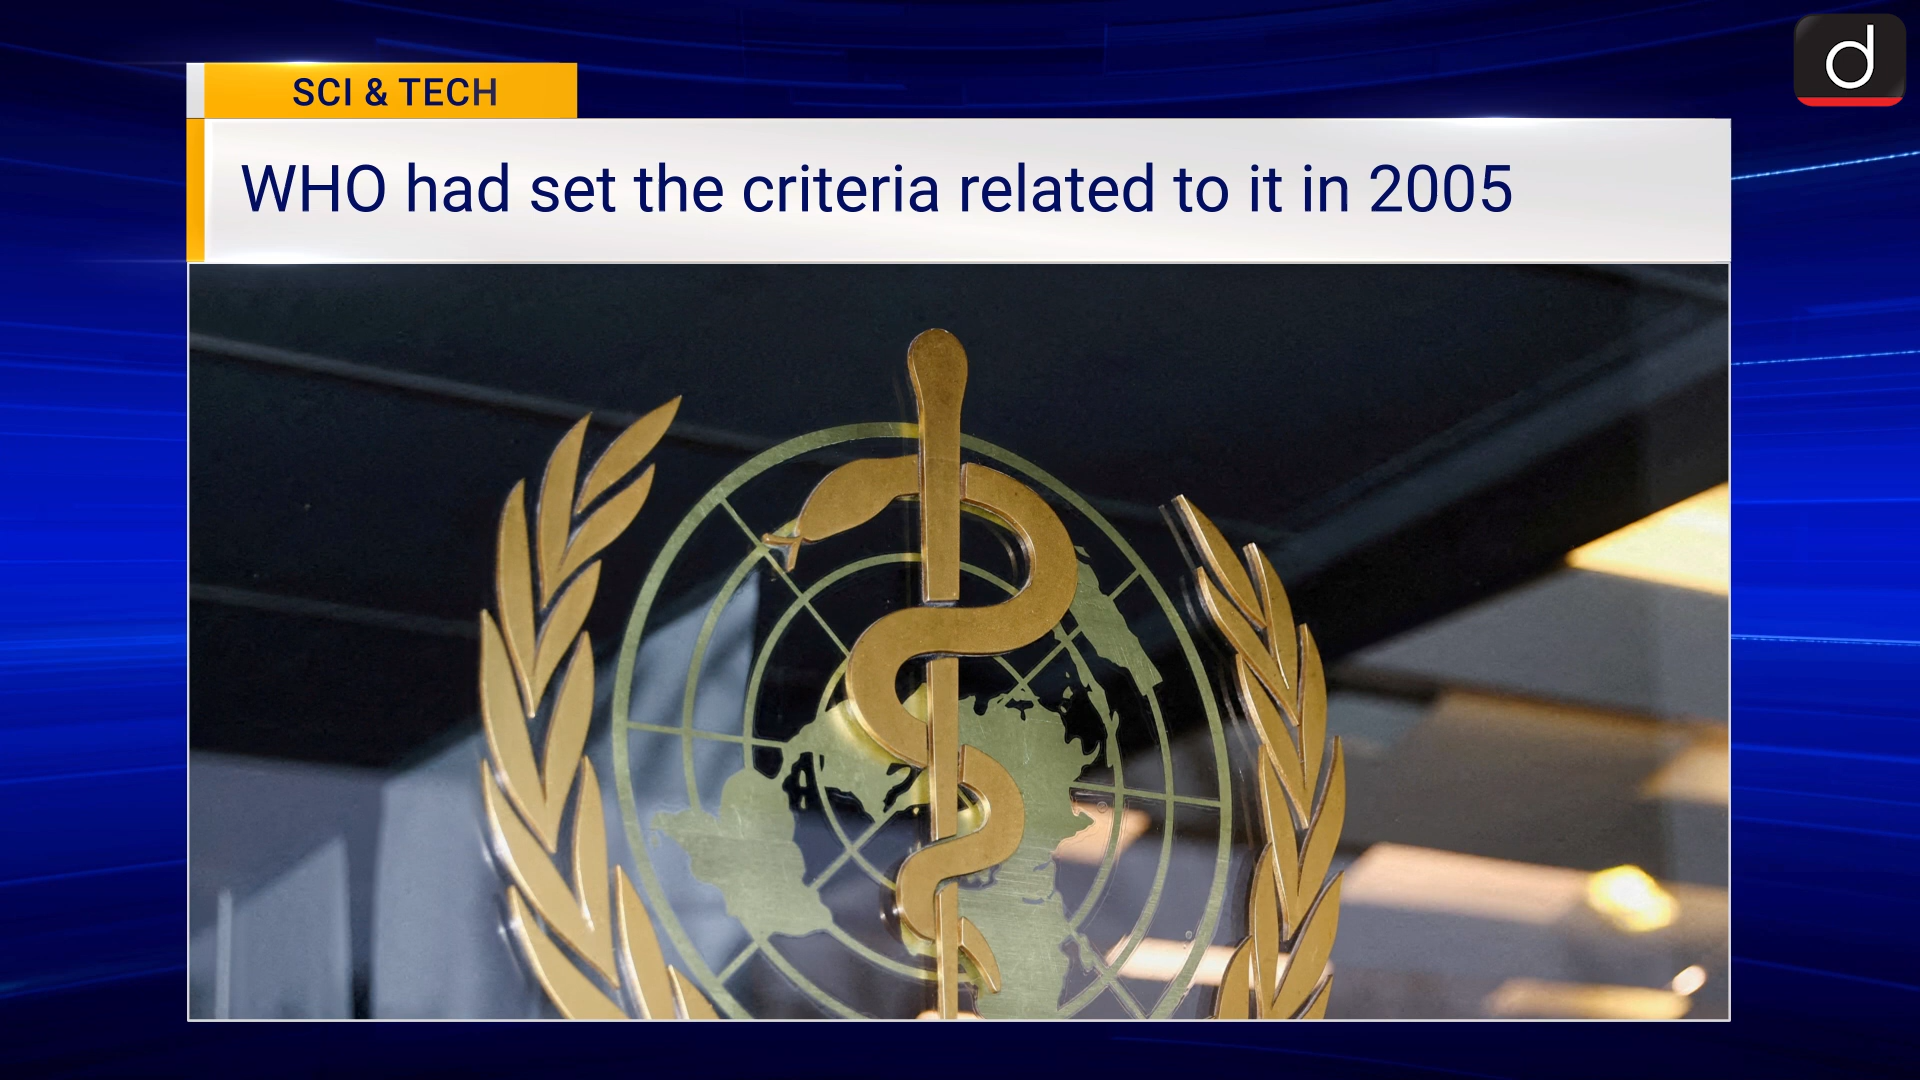 d
SCI & TECH
WHO had set the criteria related to it in 2005